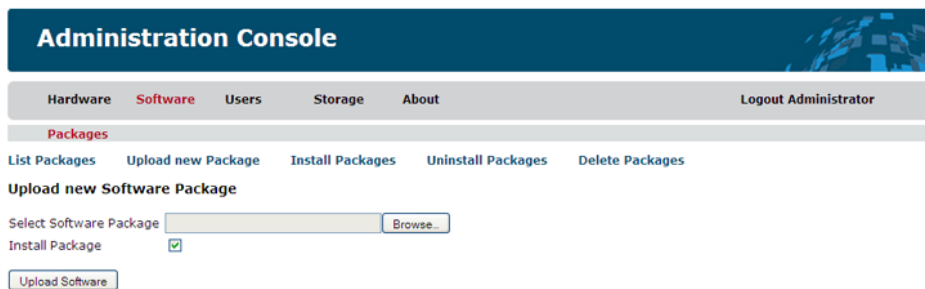 Administration Console
Hardware Software Users Storage About Logout Administrator
Packages
List Packages Upload new Package Install Packages Uninstall Packages Delete Packages
Upload new Software Package
Select Software Package Browse...
Install Package
Upload Software